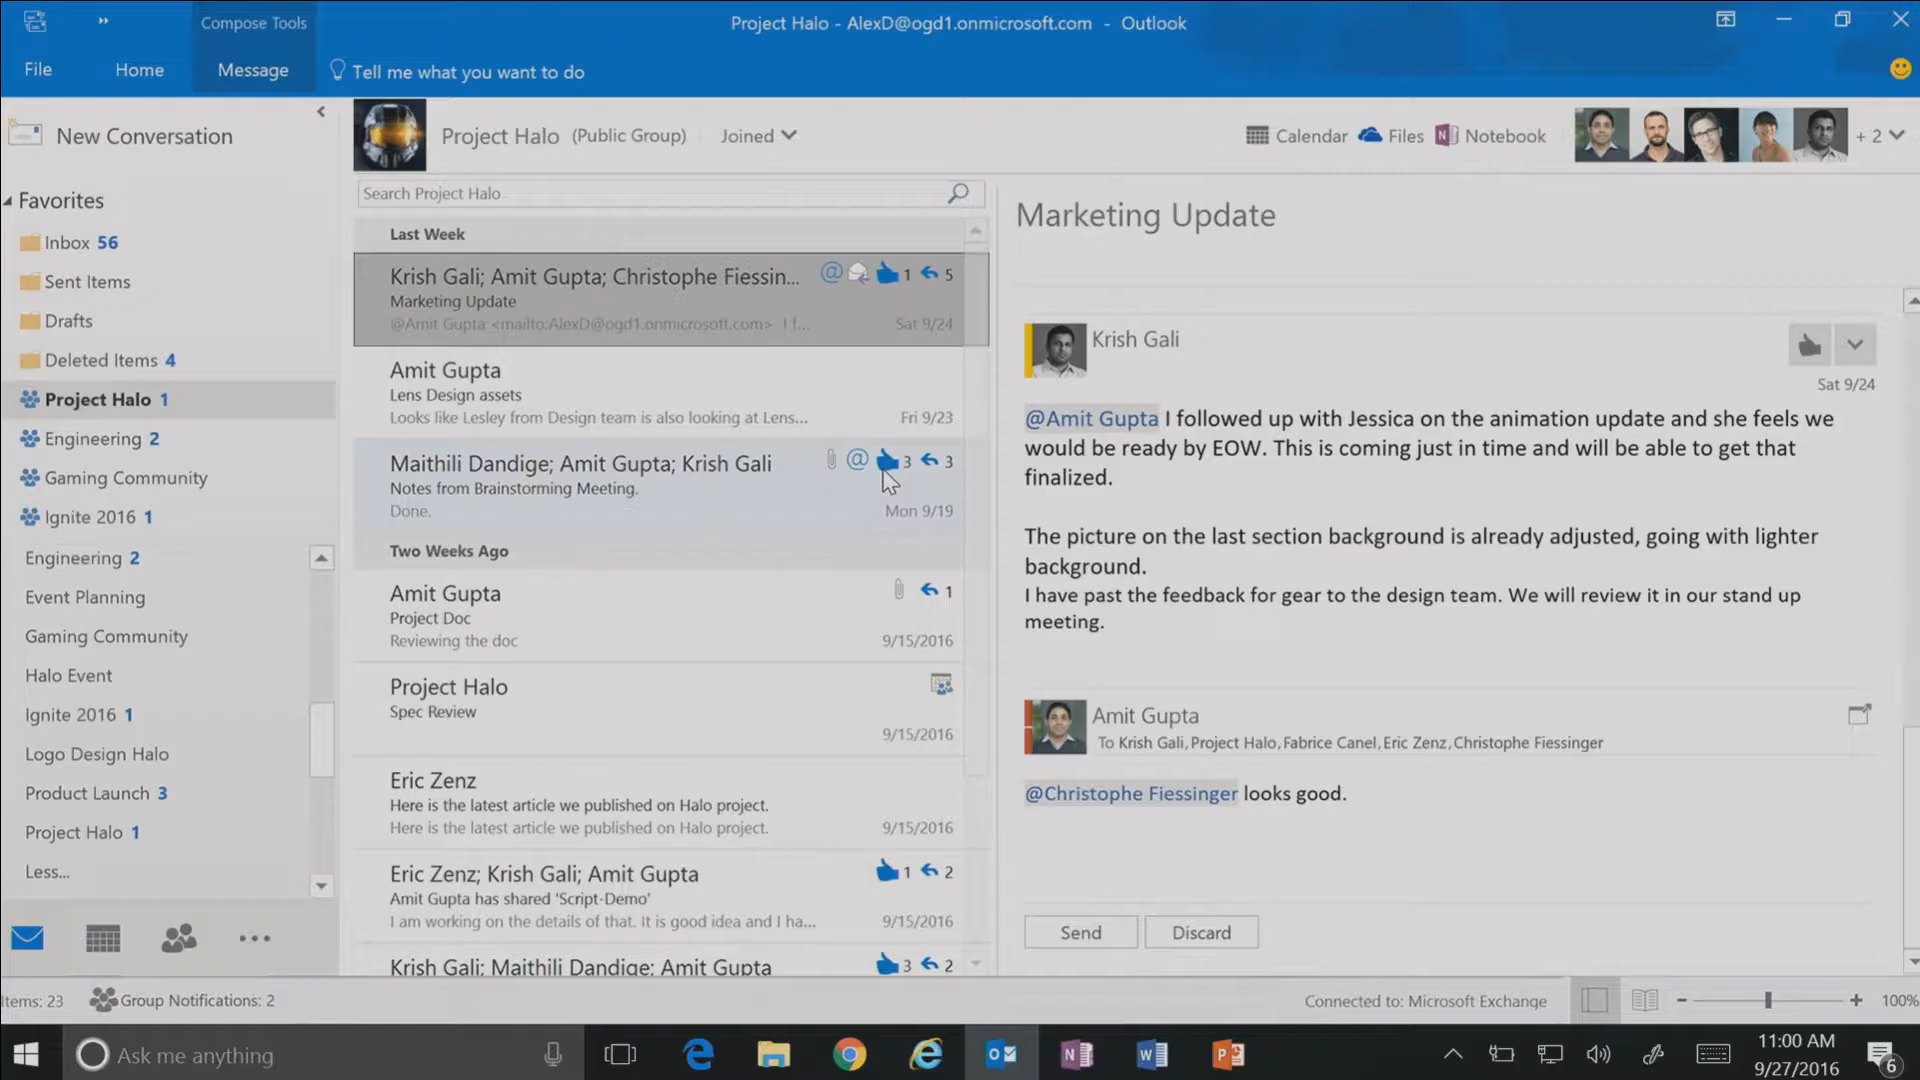 Compose Tools
Project Halo - AlexD@ogd1.onmicrosoft.com - Outlook
File
Home
Message
Tell me what you want to do
New Conversation
Project Halo (Public Group)
Joined
Calendar
Files
Notebook
+ 2
Favorites
Inbox 56
Sent Items
Drafts
Deleted Items 4
Project Halo 1
Engineering 2
Gaming Community
Ignite 2016 1
Engineering 2
Event Planning
Gaming Community
Halo Event
Ignite 2016 1
Logo Design Halo
Product Launch 3
Project Halo 1
Less...
Search Project Halo
Last Week
Krish Gali; Amit Gupta; Christophe Fiessin... @ 1 5
Marketing Update
@Amit Gupta <mailto:AlexD@ogd1.onmicrosoft.com> I f... Sat 9/24
Amit Gupta
Lens Design assets
Looks like Lesley from Design team is also looking at Lens... Fri 9/23
Maithili Dandige; Amit Gupta; Krish Gali @ 3 3
Notes from Brainstorming Meeting.
Done. Mon 9/19
Two Weeks Ago
Amit Gupta 1
Project Doc
Reviewing the doc 9/15/2016
Project Halo
Spec Review
9/15/2016
Eric Zenz
Here is the latest article we published on Halo project.
Here is the latest article we published on Halo project. 9/15/2016
Eric Zenz; Krish Gali; Amit Gupta 1 2
Amit Gupta has shared 'Script-Demo'
I am working on the details of that. It is good idea and I ha... 9/15/2016
Krish Gali; Maithili Dandige; Amit Gupta 3 2
Marketing Update
Krish Gali
Sat 9/24
@Amit Gupta I followed up with Jessica on the animation update and she feels we
would be ready by EOW. This is coming just in time and will be able to get that
finalized.
The picture on the last section background is already adjusted, going with lighter
background.
I have past the feedback for gear to the design team. We will review it in our stand up
meeting.
Amit Gupta
To Krish Gali, Project Halo, Fabrice Canel, Eric Zenz, Christophe Fiessinger
@Christophe Fiessinger looks good.
Send
Discard
Items: 23
Group Notifications: 2
Connected to: Microsoft Exchange
100%
Ask me anything
11:00 AM
9/27/2016
6